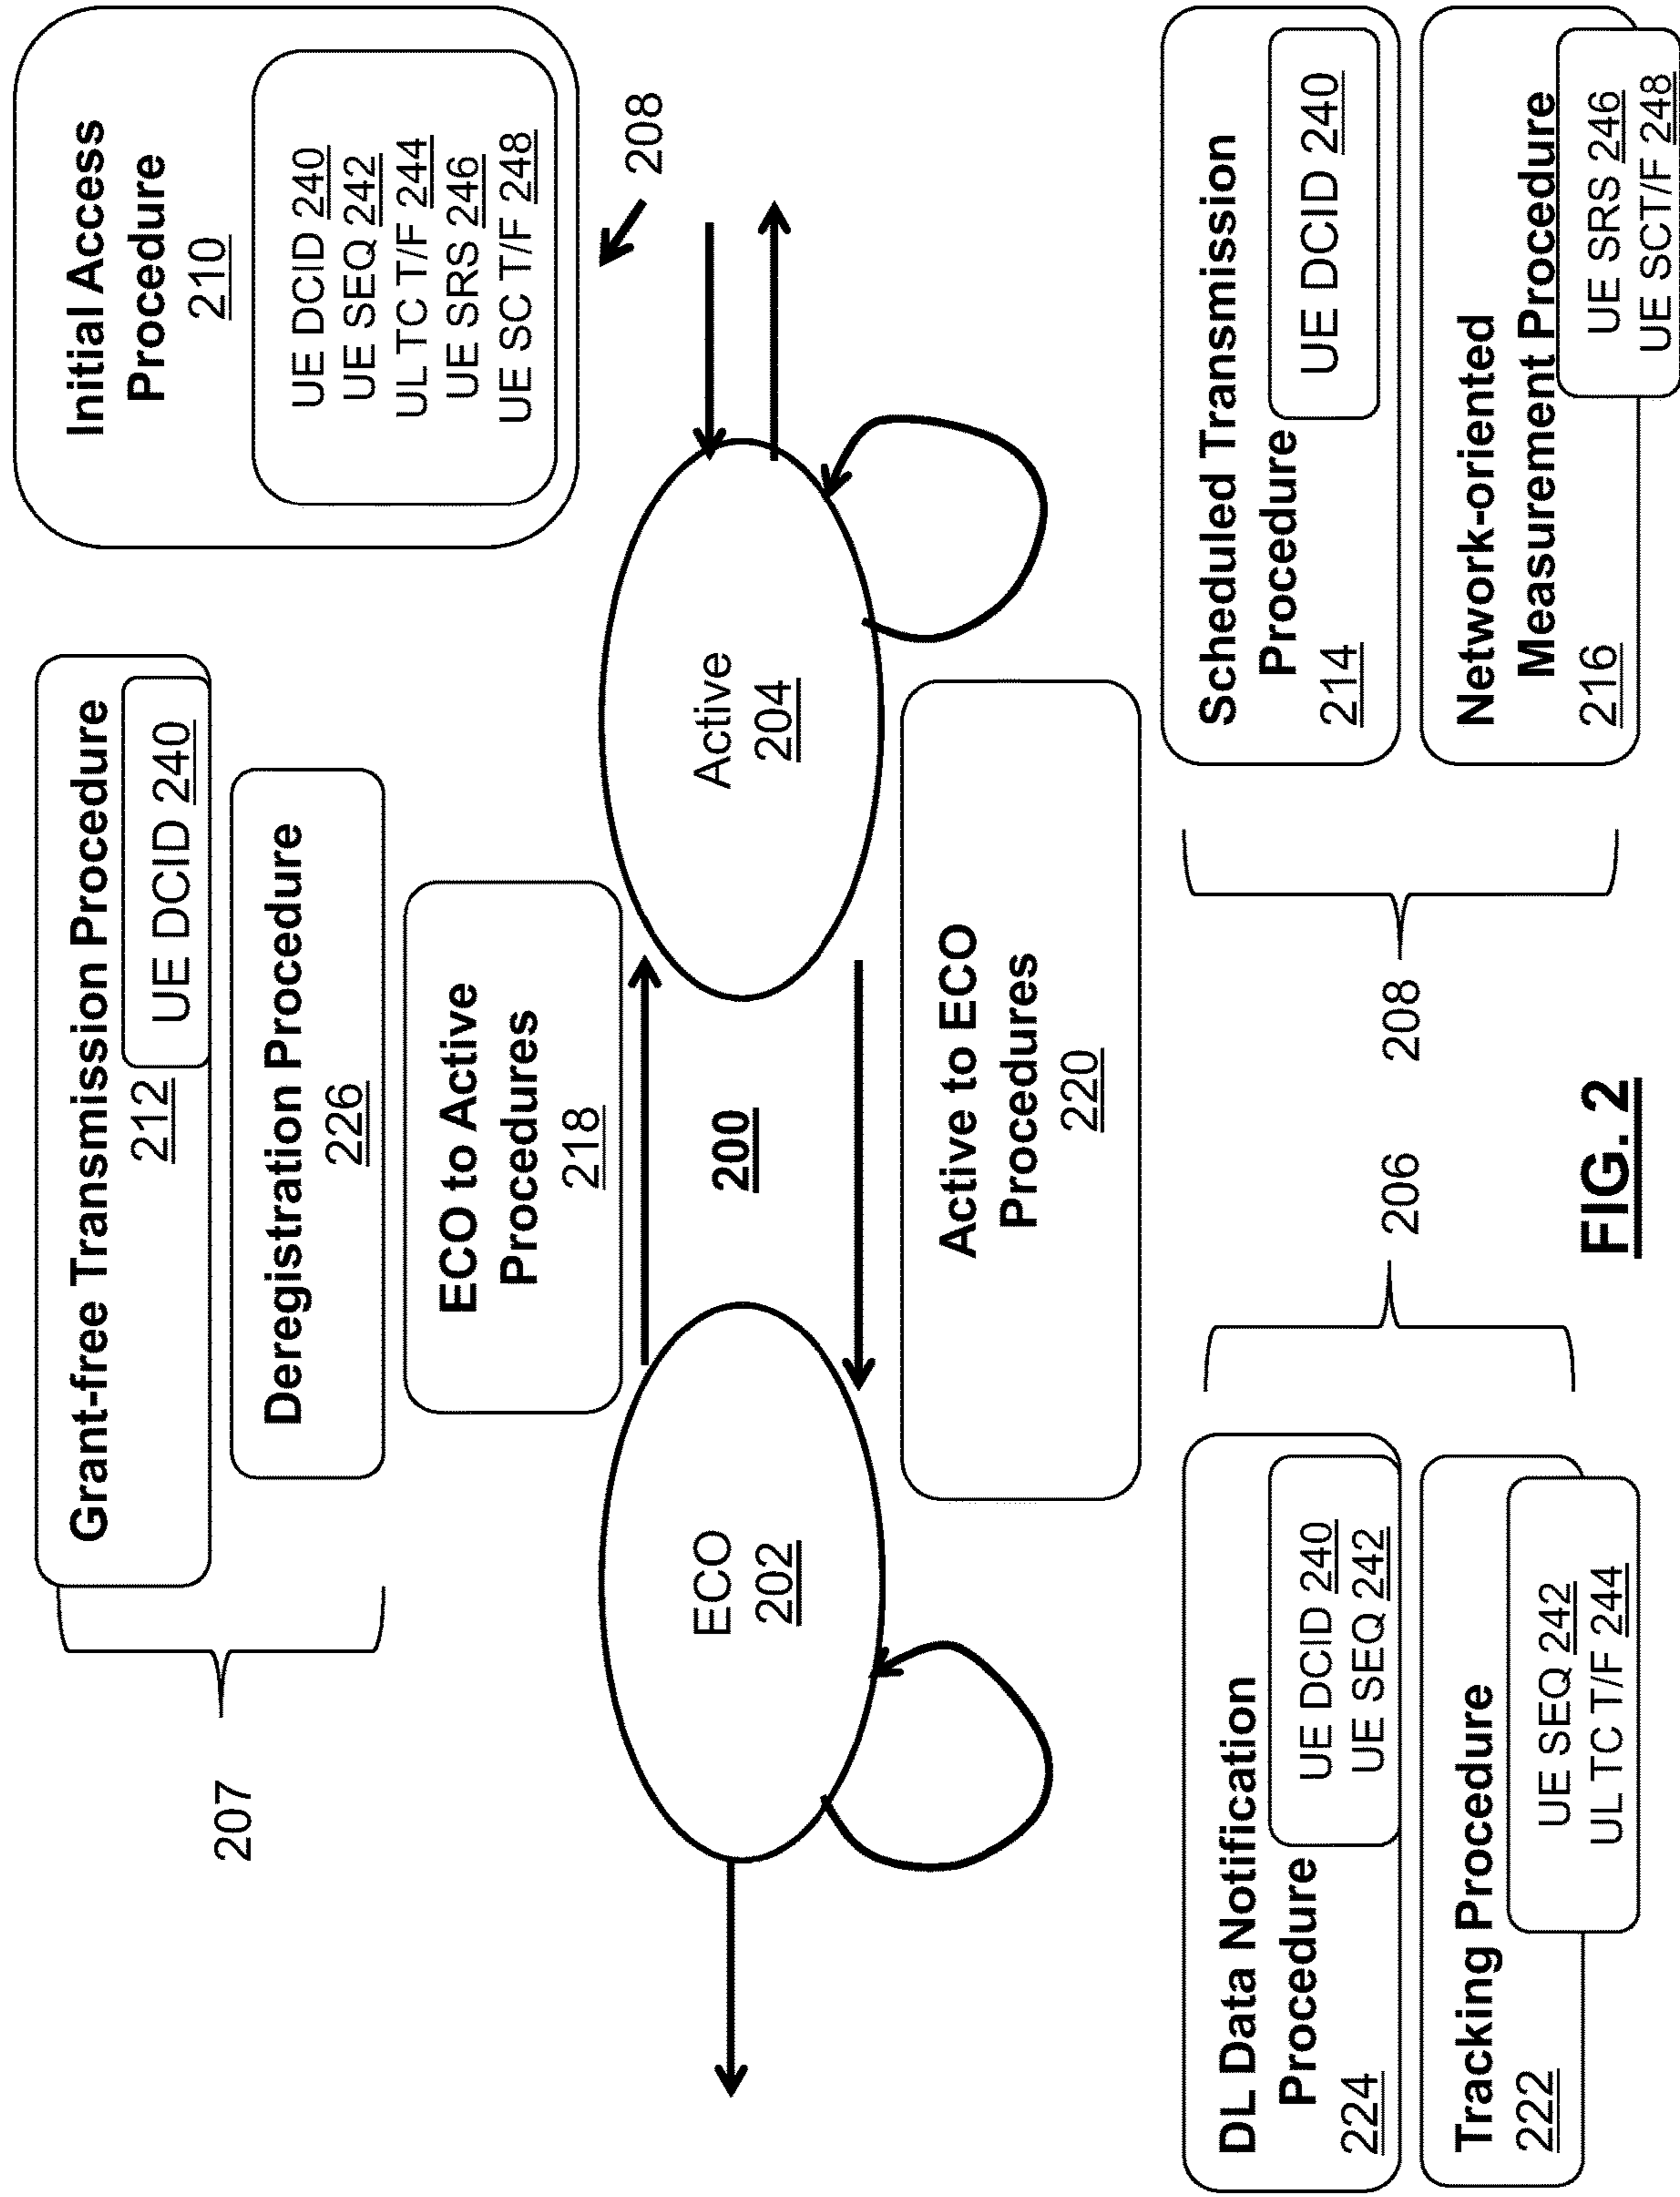 Grant-free Transmission Procedure
212
UE DCID 240
207
Deregistration Procedure
226
Initial Access
Procedure
210
UE DCID 240
UE SEQ 242
UL TC T/F 244
UE SRS 246
UE SC T/F 248
208
ECO to Active
Procedures
218
ECO
202
200
Active
204
Active to ECO
Procedures
220
DL Data Notification
Procedure
224
UE DCID 240
UE SEQ 242
Tracking Procedure
222
UE SEQ 242
UL TC T/F 244
206
208
Scheduled Transmission
Procedure
214
UE DCID 240
Network-oriented
Measurement Procedure
216
UE SRS 246
UE SCT/F 248
FIG. 2